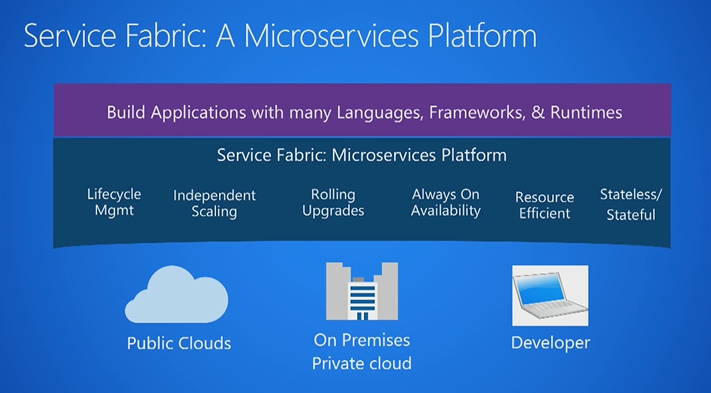 Service Fabric: A Microservices Platform
Build Applications with many Languages, Frameworks, & Runtimes
Service Fabric: Microservices Platform
Lifecycle
Mgmt
Independent
Scaling
Rolling
Upgrades
Always On
Availability
Resource
Efficient
Stateless/
Stateful
Public Clouds
On Premises
Private cloud
Developer